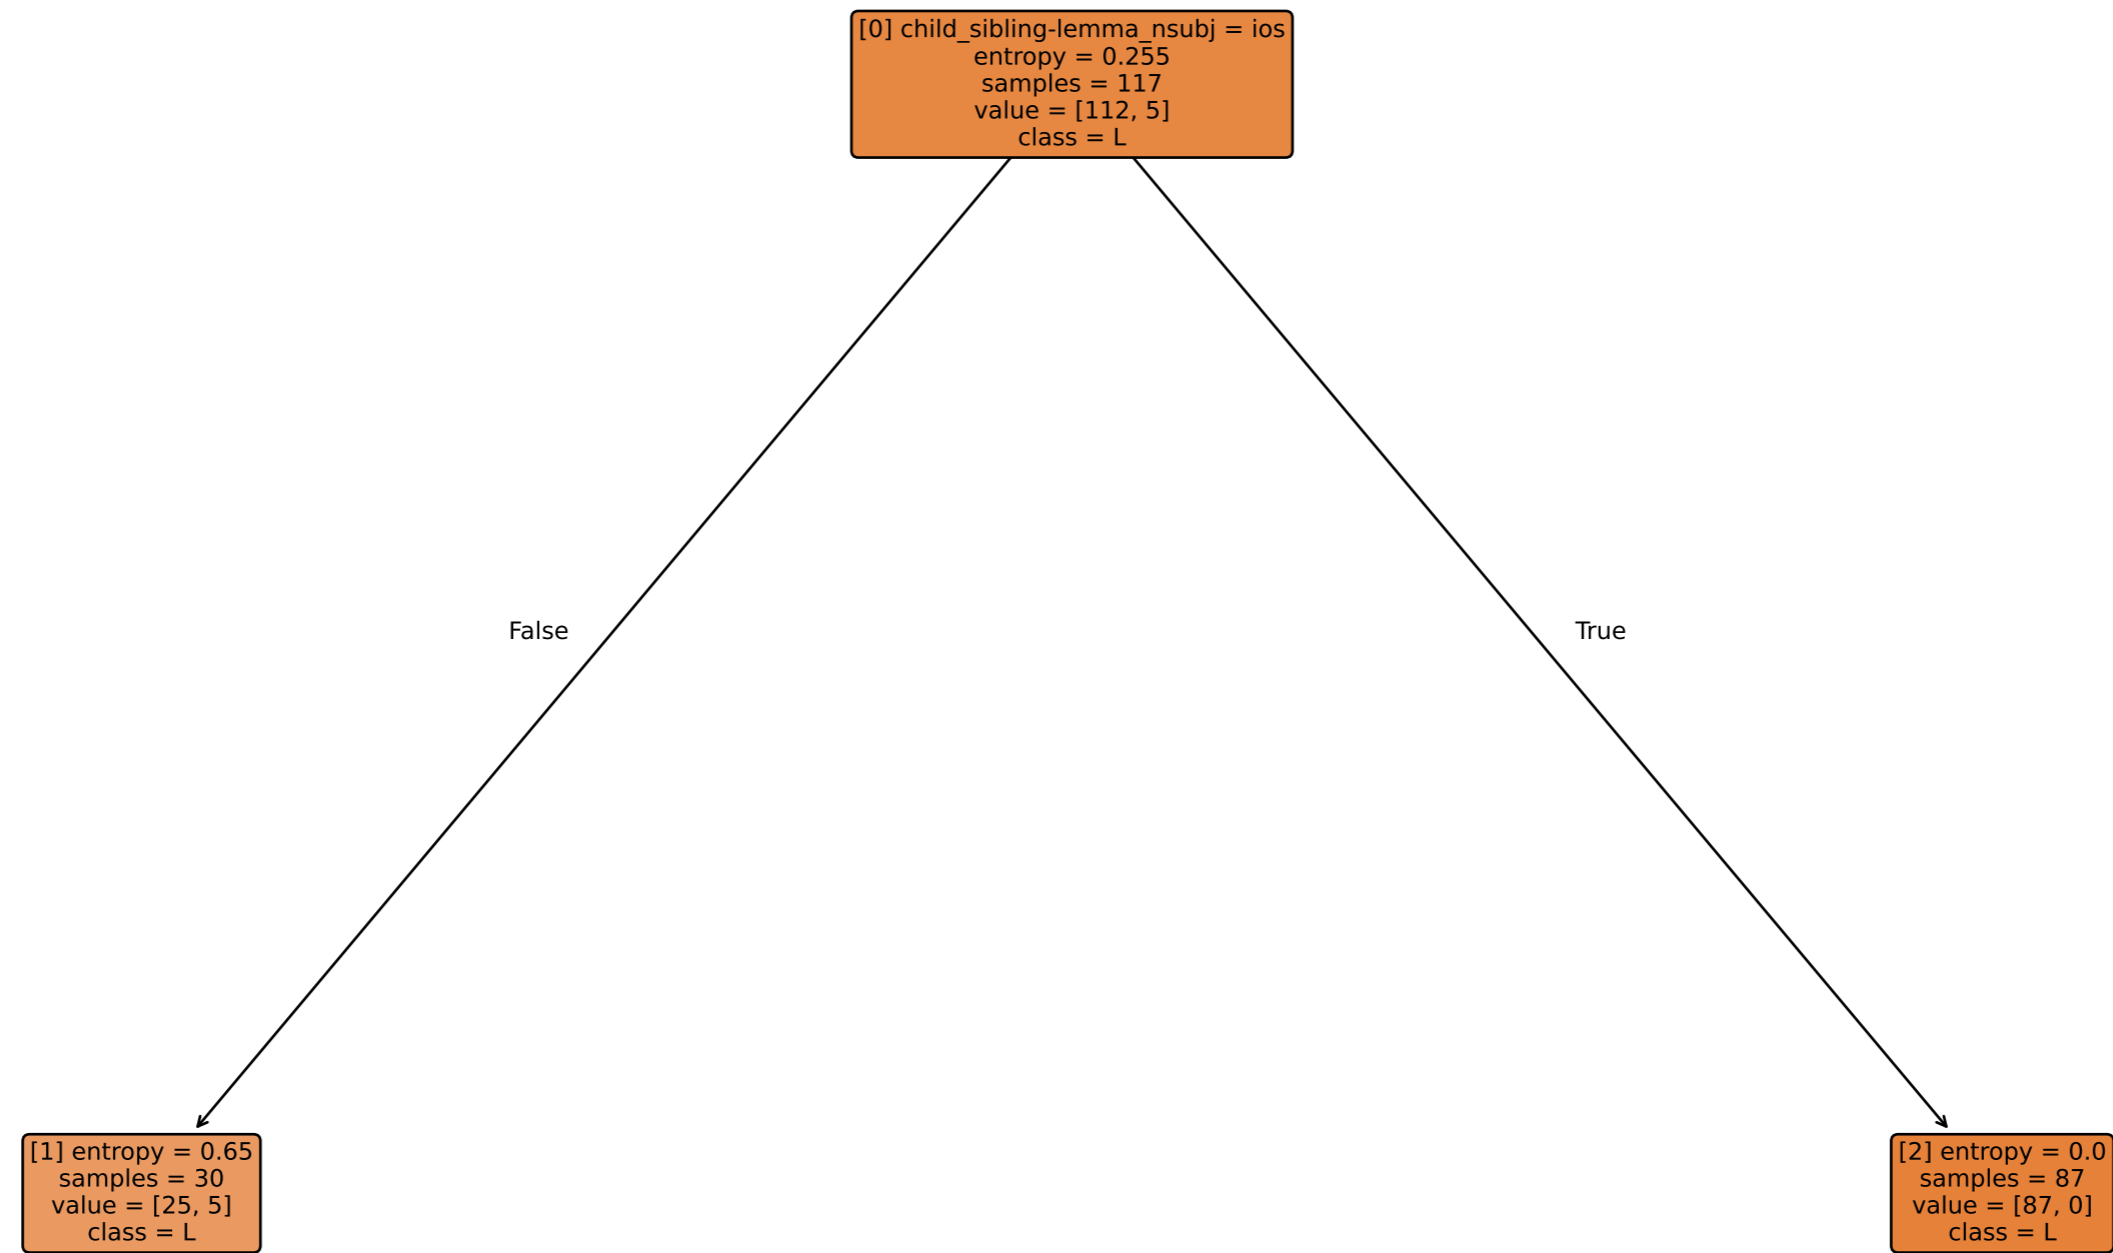 [0] child_sibling-lemma_nsubj = ios
entropy = 0.255
samples = 117
value = [112, 5]
class = L
False
True
[1] entropy = 0.65
samples = 30
value = [25, 5]
class = L
[2] entropy = 0.0
samples = 87
value = [87, 0]
class = L